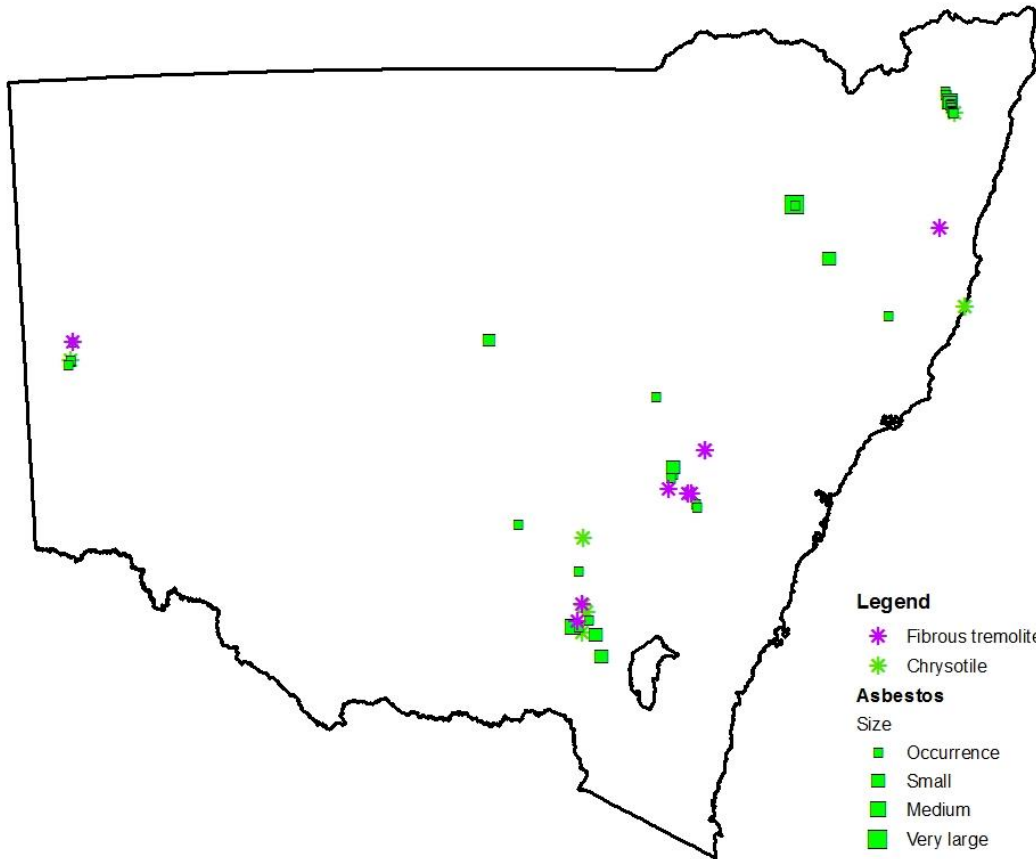 Legend
Fibrous tremolite
Chrysotile
Asbestos
Size
Occurrence
Small
Medium
Very large